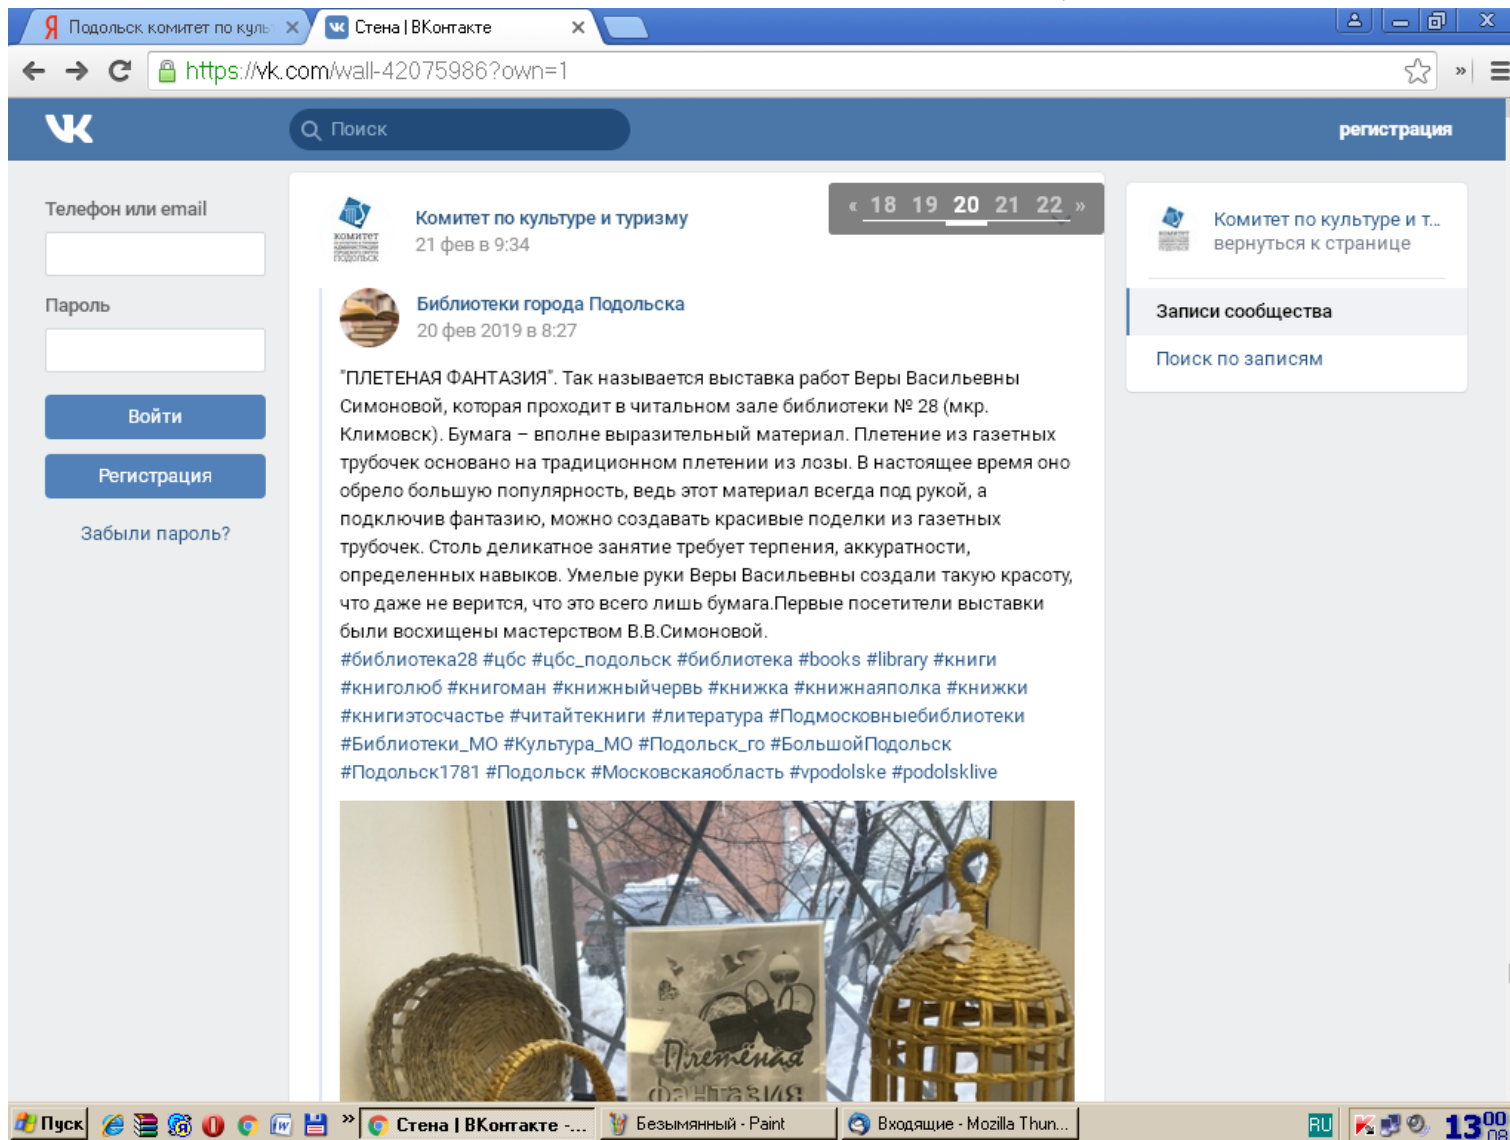 Подольск комитет по куль
Стена | ВКонтакте
https://vk.com/wall-42075986?own=1
Поиск
регистрация
Телефон или email
Пароль
Войти
Регистрация
Забыли пароль?
КОМИТЕТ
ПОДОЛЬСК
Комитет по культуре и туризму
21 фев в 9:34
« 18 19 20 21 22 »
Библиотеки города Подольска
20 фев 2019 в 8:27
"ПЛЕТЕНАЯ ФАНТАЗИЯ". Так называется выставка работ Веры Васильевны
Симоновой, которая проходит в читальном зале библиотеки № 28 (мкр.
Климовск). Бумага – вполне выразительный материал. Плетение из газетных
трубочек основано на традиционном плетении из лозы. В настоящее время оно
обрело большую популярность, ведь этот материал всегда под рукой, а
подключив фантазию, можно создавать красивые поделки из газетных
трубочек. Столь деликатное занятие требует терпения, аккуратности,
определенных навыков. Умелые руки Веры Васильевны создали такую красоту,
что даже не верится, что это всего лишь бумага.Первые посетители выставки
были восхищены мастерством В.В.Симоновой.
#библиотека28 #цбс #цбс_подольск #библиотека #books #library #книги
#книголюб #книгоман #книжныйчервь #книжка #книжнаяполка #книжки
#книгиэтосчастье #читайтекниги #литература #Подмосковныебиблиотеки
#Библиотеки_МО #Культура_МО #Подольск_го #БольшойПодольск
#Подольск1781 #Подольск #Московскаяобласть #vpodolske #podolsklive
Плетёная
фантазия
Комитет по культуре и т...
вернуться к странице
Записи сообщества
Поиск по записям
Пуск
»
Стена | ВКонтакте -...
Безымянный - Paint
Входящие - Mozilla Thun...
RU
13 00